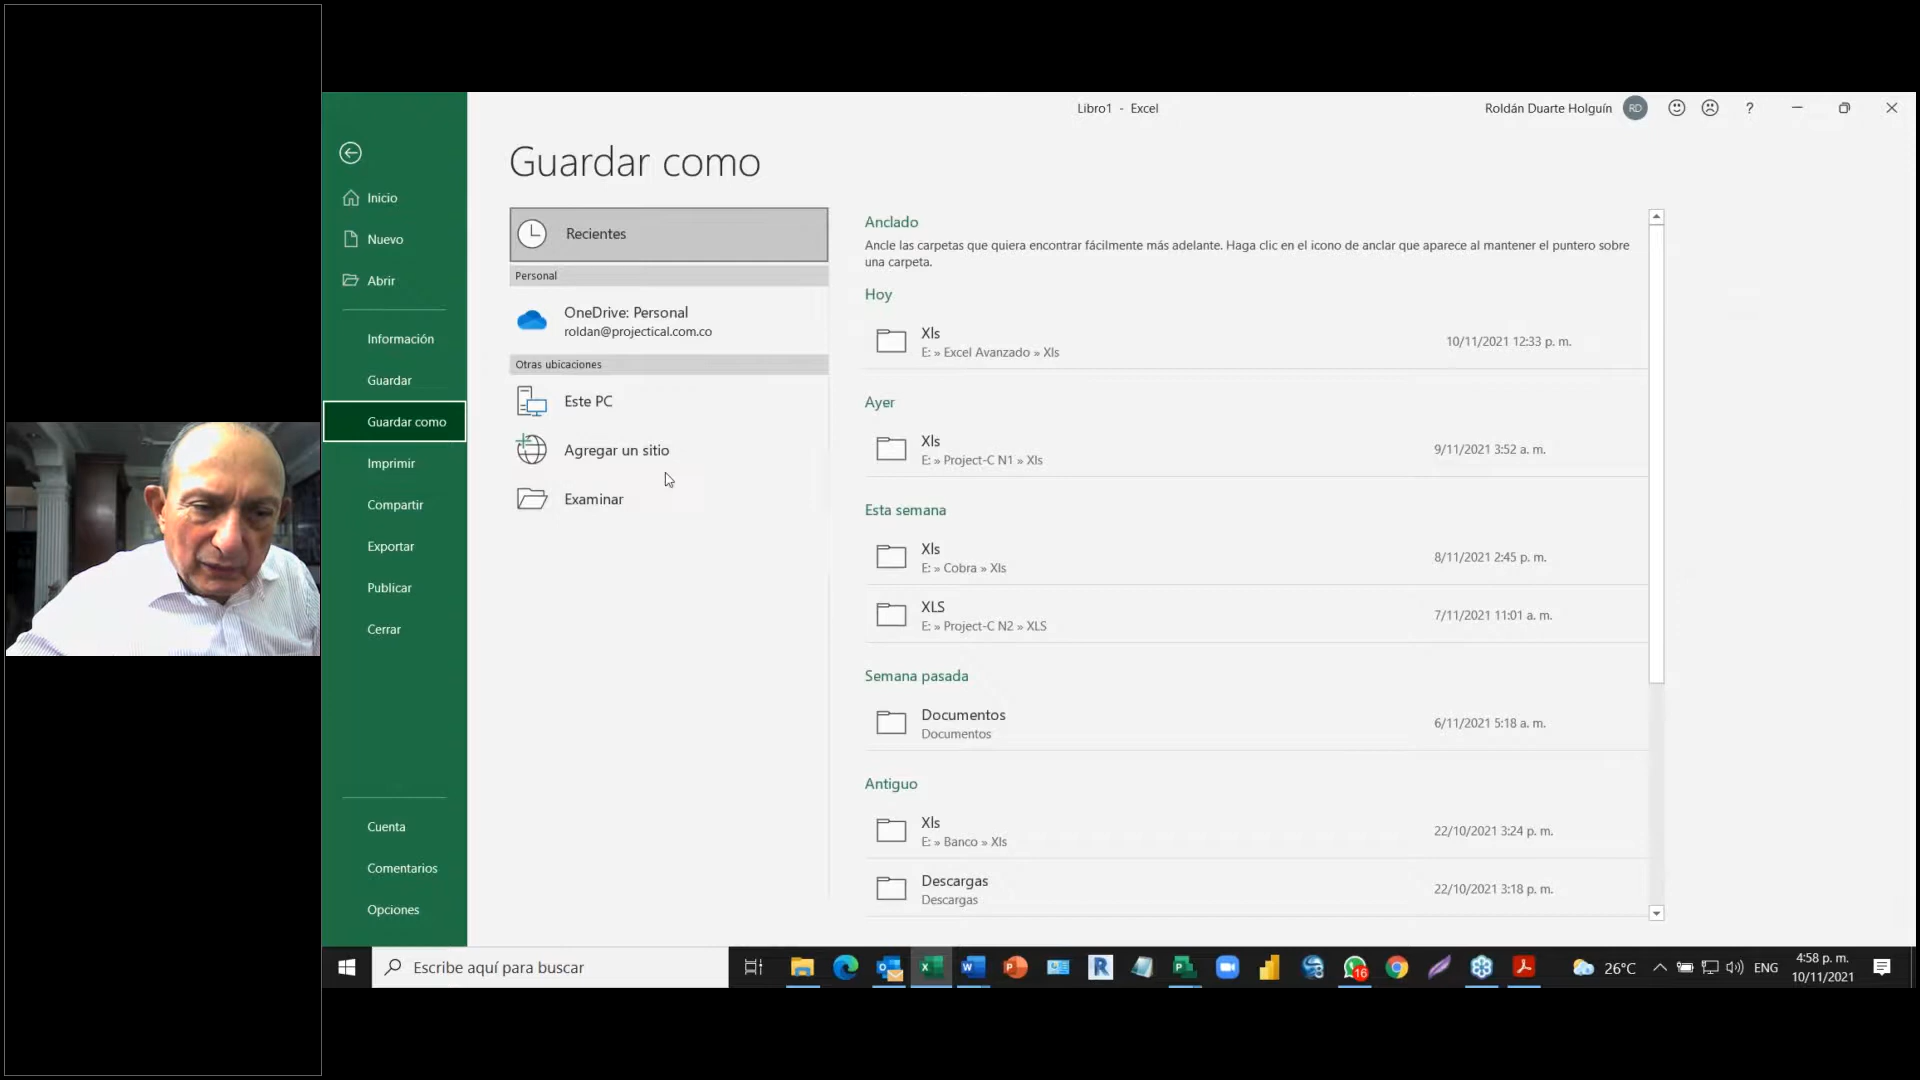 Libro1 - Excel
Roldán Duarte Holguín
RD
?
Inicio
Nuevo
Abrir
Información
Guardar
Guardar como
Imprimir
Compartir
Exportar
Publicar
Cerrar
Cuenta
Comentarios
Opciones
Guardar como
Recientes
Personal
OneDrive: Personal
roldan@projectical.com.co
Otras ubicaciones
Este PC
Agregar un sitio
Examinar
Anclado
Ancle las carpetas que quiera encontrar fácilmente más adelante. Haga clic en el icono de anclar que aparece al mantener el puntero sobre
una carpeta.
Hoy
Xls
E: » Excel Avanzado » Xls
10/11/2021 12:33 p. m.
Ayer
Xls
E: » Project-C N1 » Xls
9/11/2021 3:52 a. m.
Esta semana
Xls
E: » Cobra » Xls
8/11/2021 2:45 p. m.
XLS
E: » Project-C N2 » XLS
7/11/2021 11:01 a. m.
Semana pasada
Documentos
Documentos
6/11/2021 5:18 a. m.
Antiguo
Xls
E: » Banco » Xls
22/10/2021 3:24 p. m.
Descargas
Descargas
22/10/2021 3:18 p. m.
Escribe aquí para buscar
16
26°C
ENG
4:58 p. m.
10/11/2021